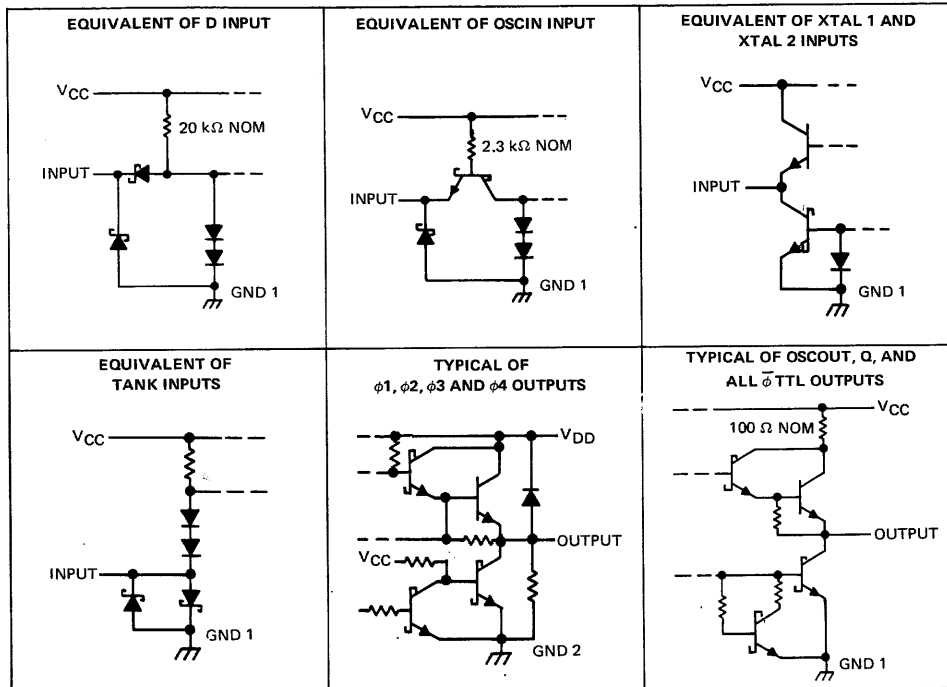 EQUIVALENT OF D INPUT
VCC
20 kΩ NOM
INPUT
GND 1
EQUIVALENT OF OSCIN INPUT
VCC
2.3 kΩ NOM
INPUT
GND 1
EQUIVALENT OF XTAL 1 AND
XTAL 2 INPUTS
VCC
INPUT
GND 1
EQUIVALENT OF
TANK INPUTS
VCC
INPUT
GND 1
TYPICAL OF
ϕ1, ϕ2, ϕ3 AND ϕ4 OUTPUTS
VDD
OUTPUT
VCC
GND 2
TYPICAL OF OSCOUT, Q, AND
ALL ϕ̅ TTL OUTPUTS
VCC
100 Ω NOM
OUTPUT
GND 1